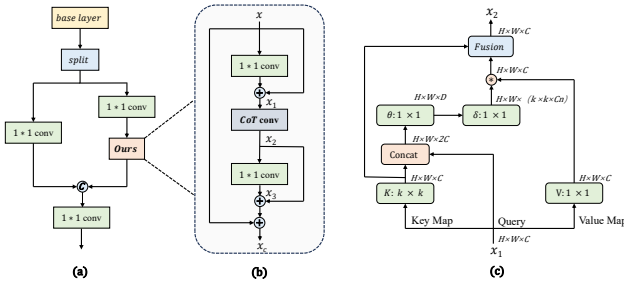 base layer
split
1 * 1 conv
1 * 1 conv
Ours
C
1 * 1 conv
(a)
x
1 * 1 conv
x₁
CoT conv
x₂
1 * 1 conv
x₃
x_c
(b)
x₂
H×W×C
Fusion
H×W×C
*
H×W×D
H×W× (k×k×Cn)
θ: 1 × 1
δ: 1 × 1
H×W×2C
Concat
H×W×C
H×W×C
K: k × k
V: 1 × 1
Key Map
Query
Value Map
H×W×C
x₁
(c)